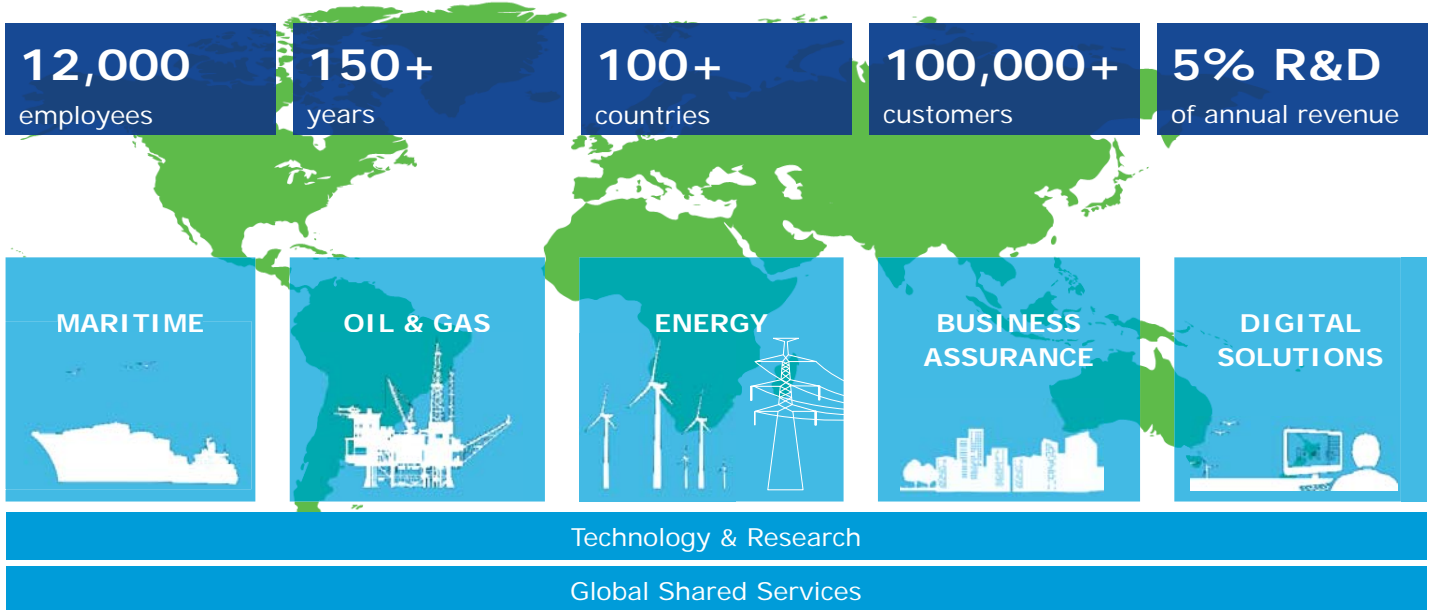 12,000
employees
150+
years
100+
countries
100,000+
customers
5% R&D
of annual revenue
MARITIME
OIL & GAS
ENERGY
BUSINESS
ASSURANCE
DIGITAL
SOLUTIONS
Technology & Research
Global Shared Services